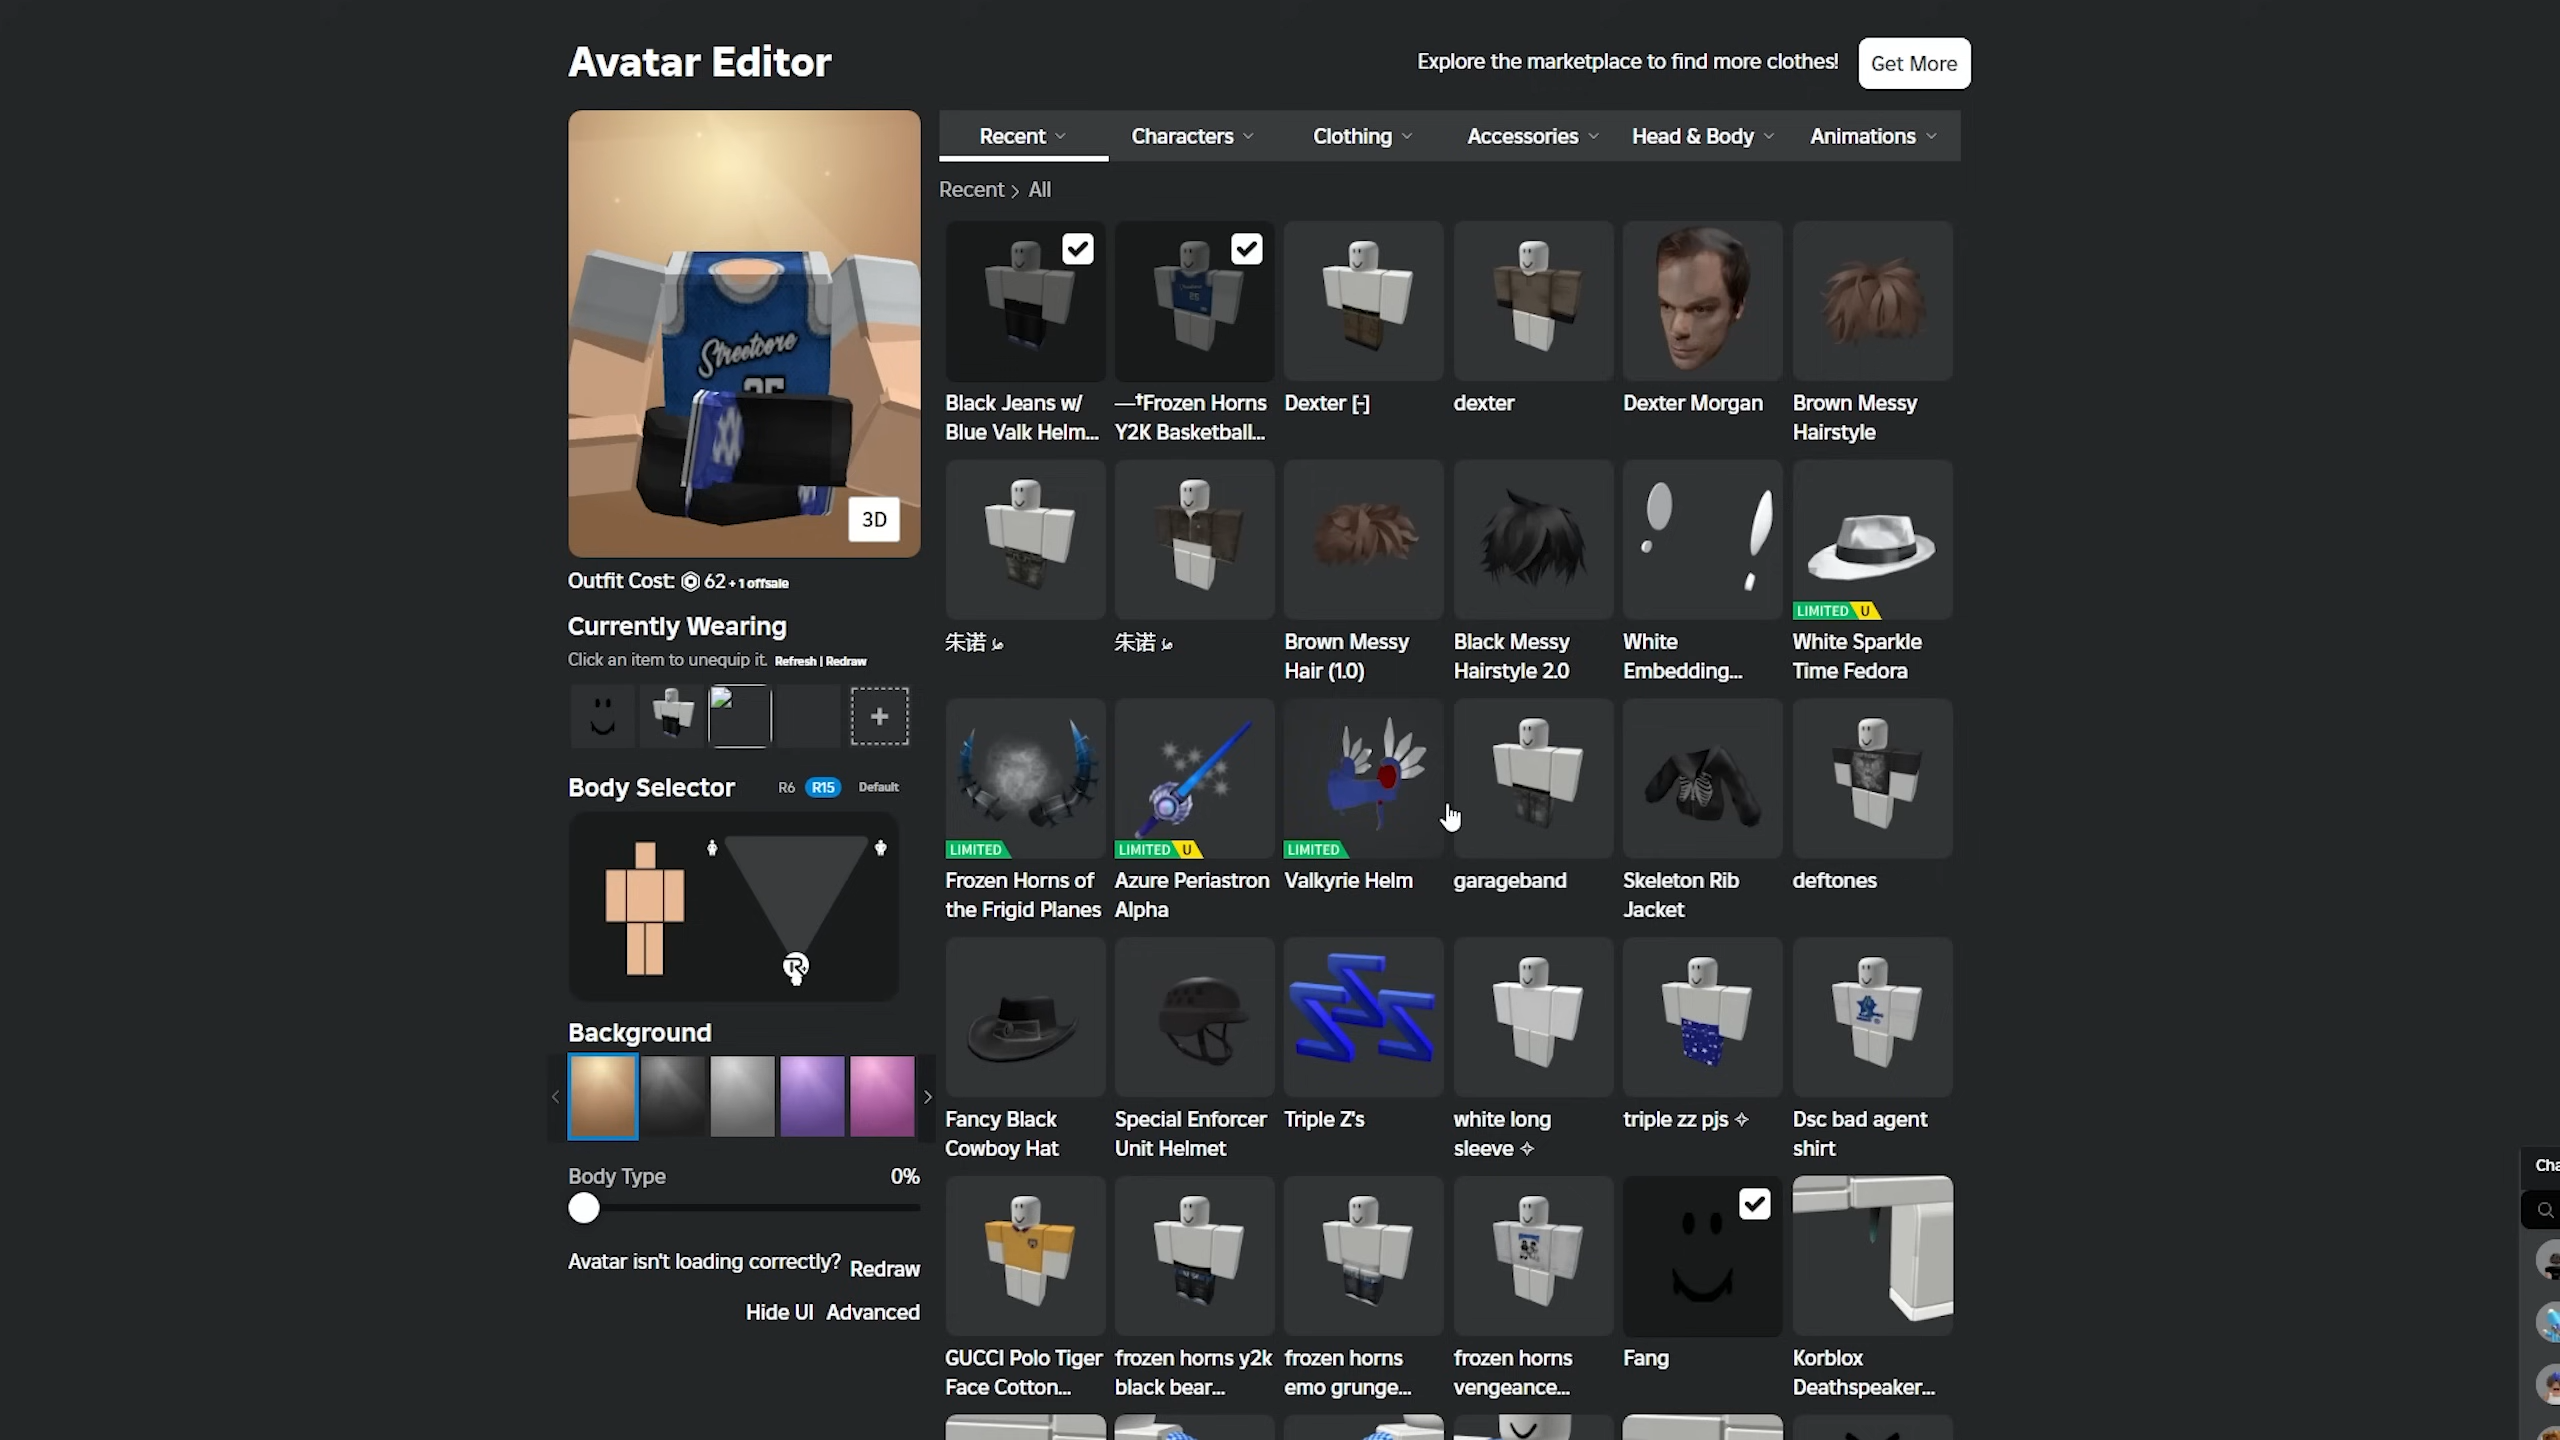 Avatar Editor
Explore the marketplace to find more clothes!
Get More
Recent
Characters
Clothing
Accessories
Head & Body
Animations
Recent > All
Streetcore
3D
Outfit Cost: 62 + 1 offsale
Currently Wearing
Click an item to unequip it. Refresh | Redraw
Body Selector
R6
R15
Default
Background
Body Type
0%
Avatar isn't loading correctly?
Redraw
Hide UI
Advanced
Black Jeans w/
Blue Valk Helm...
—†Frozen Horns
Y2K Basketball...
Dexter [-]
dexter
Dexter Morgan
Brown Messy
Hairstyle
朱诺
朱诺
Brown Messy
Hair (1.0)
Black Messy
Hairstyle 2.0
White
Embedding...
LIMITED U
White Sparkle
Time Fedora
LIMITED
Frozen Horns of
the Frigid Planes
LIMITED U
Azure Periastron
Alpha
LIMITED
Valkyrie Helm
garageband
Skeleton Rib
Jacket
deftones
Fancy Black
Cowboy Hat
Special Enforcer
Unit Helmet
Triple Z's
white long
sleeve ✧
triple zz pjs ✧
Dsc bad agent
shirt
GUCCI Polo Tiger
Face Cotton...
frozen horns y2k
black bear...
frozen horns
emo grunge...
frozen horns
vengeance...
Fang
Korblox
Deathspeaker...
Cha